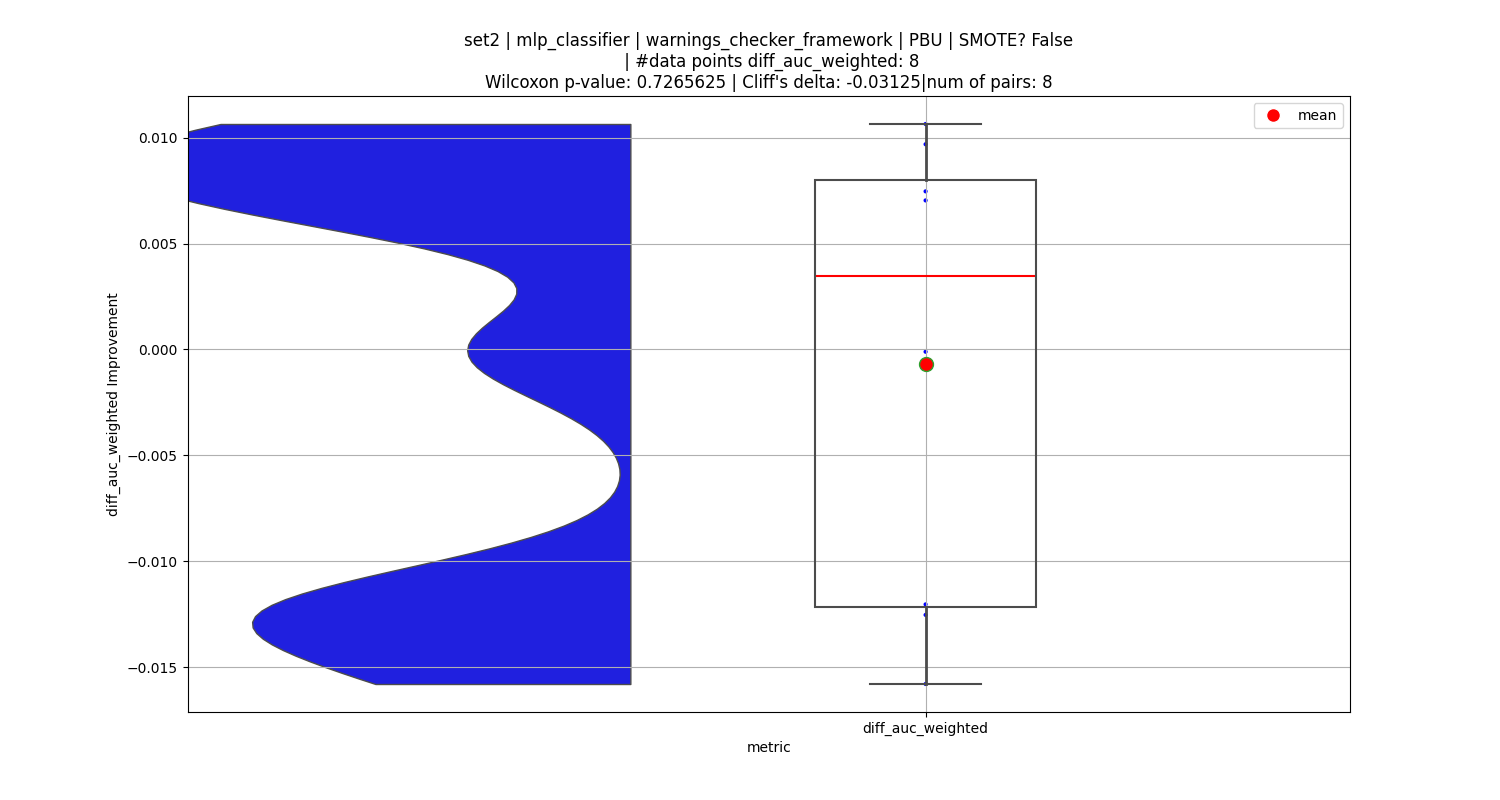 set2 | mlp_classifier | warnings_checker_framework | PBU | SMOTE? False
| #data points diff_auc_weighted: 8
Wilcoxon p-value: 0.7265625 | Cliff's delta: -0.03125|num of pairs: 8
mean
0.010
0.005
0.000
−0.005
−0.010
−0.015
diff_auc_weighted Improvement
diff_auc_weighted
metric